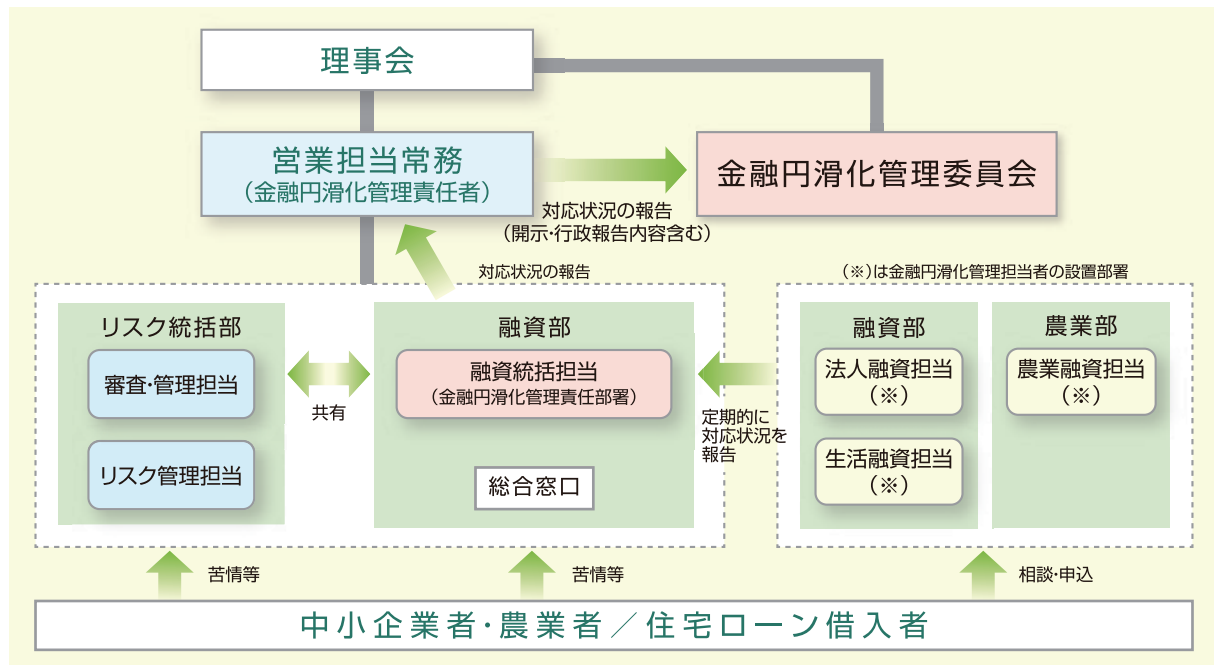 理事会
営業担当常務
（金融円滑化管理責任者）
金融円滑化管理委員会
対応状況の報告
（開示・行政報告内容含む）
対応状況の報告
（※）は金融円滑化管理担当者の設置部署
リスク統括部
審査・管理担当
リスク管理担当
共有
融資部
融資統括担当
（金融円滑化管理責任部署）
総合窓口
定期的に
対応状況を
報告
融資部
法人融資担当
（※）
生活融資担当
（※）
農業部
農業融資担当
（※）
苦情等
苦情等
相談・申込
中小企業者・農業者／住宅ローン借入者